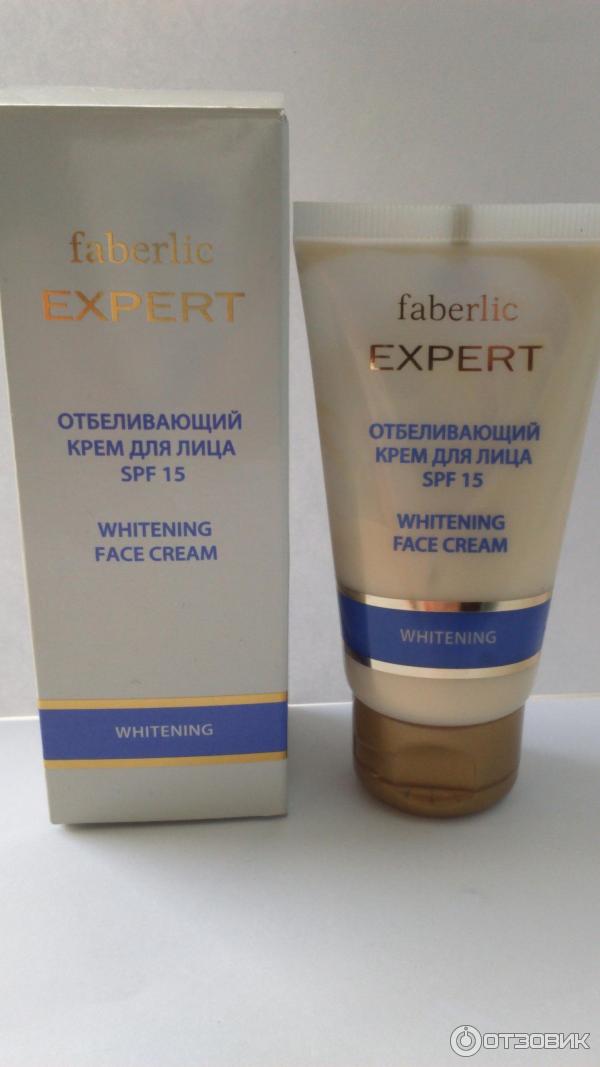 faberlic
EXPERT
ОТБЕЛИВАЮЩИЙ
КРЕМ ДЛЯ ЛИЦА
SPF 15
WHITENING
FACE CREAM
WHITENING
faberlic
EXPERT
ОТБЕЛИВАЮЩИЙ
КРЕМ ДЛЯ ЛИЦА
SPF 15
WHITENING
FACE CREAM
WHITENING
ОТЗОВИК